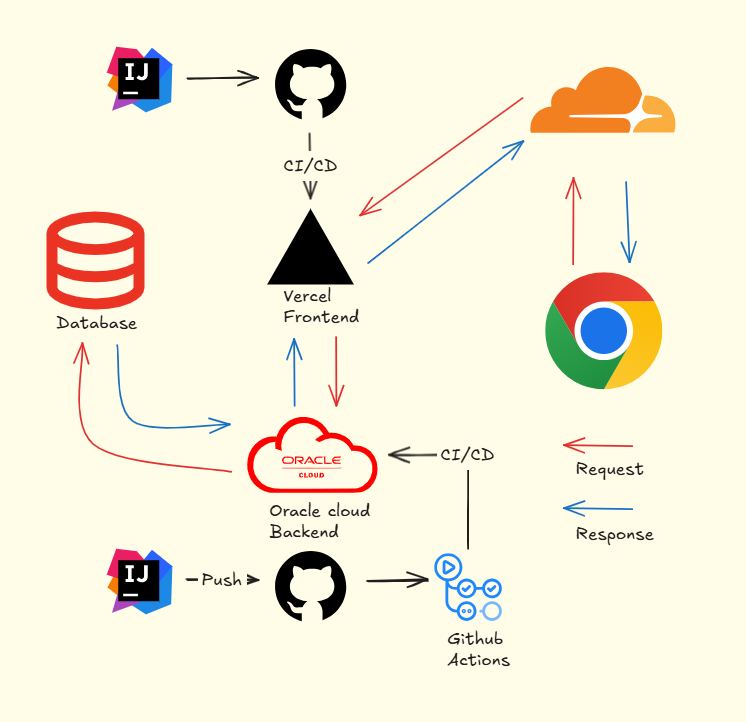 IJ
CI/CD
Vercel
Frontend
Database
ORACLE
CLOUD
CI/CD
Request
Oracle cloud
Backend
Response
IJ
Push
Github
Actions